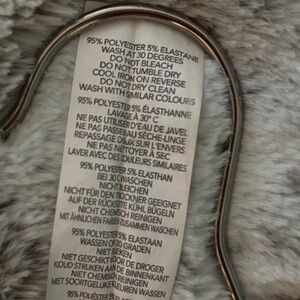 95% POLYESTER 5% ELASTANE
WASH AT 30 DEGREES
DO NOT BLEACH
DO NOT TUMBLE DRY
COOL IRON ON REVERSE
DO NOT DRY CLEAN
WASH WITH SIMILAR COLOURS
95% POLYESTER 5% ÉLASTHANNE
LAVAGE À 30° C
NE PAS UTILISER D'EAU DE JAVEL
NE PAS PASSER AU SÈCHE-LINGE
REPASSAGE DOUX SUR L'ENVERS
NE PAS NETTOYER À SEC
LAVER AVEC DES COULEURS SIMILAIRES
95% POLYESTER 5% ELASTHAN
BEI 30 WASCHEN
NICHT BLEICHEN
NICHT FÜR DEN TROCKNER GEEIGNET
AUF DER RÜCKSEITE KÜHL BÜGELN
NICHT CHEMISCH REINIGEN
MIT ÄHNLICHEN FARBEN ZUSAMMEN WASCHEN
95% POLYESTER 5% ELASTAAN
WASSEN OP 30 GRADEN
NIET BLEKEN
NIET GESCHIKT VOOR DE DROGER
KOUD STRIJKEN AAN DE BINNENKANT
NIET CHEMISCH REINIGEN
MET SOORTGELIJKE KLEUREN WASSEN
95% POLIÉSTER 5% ELASTANO